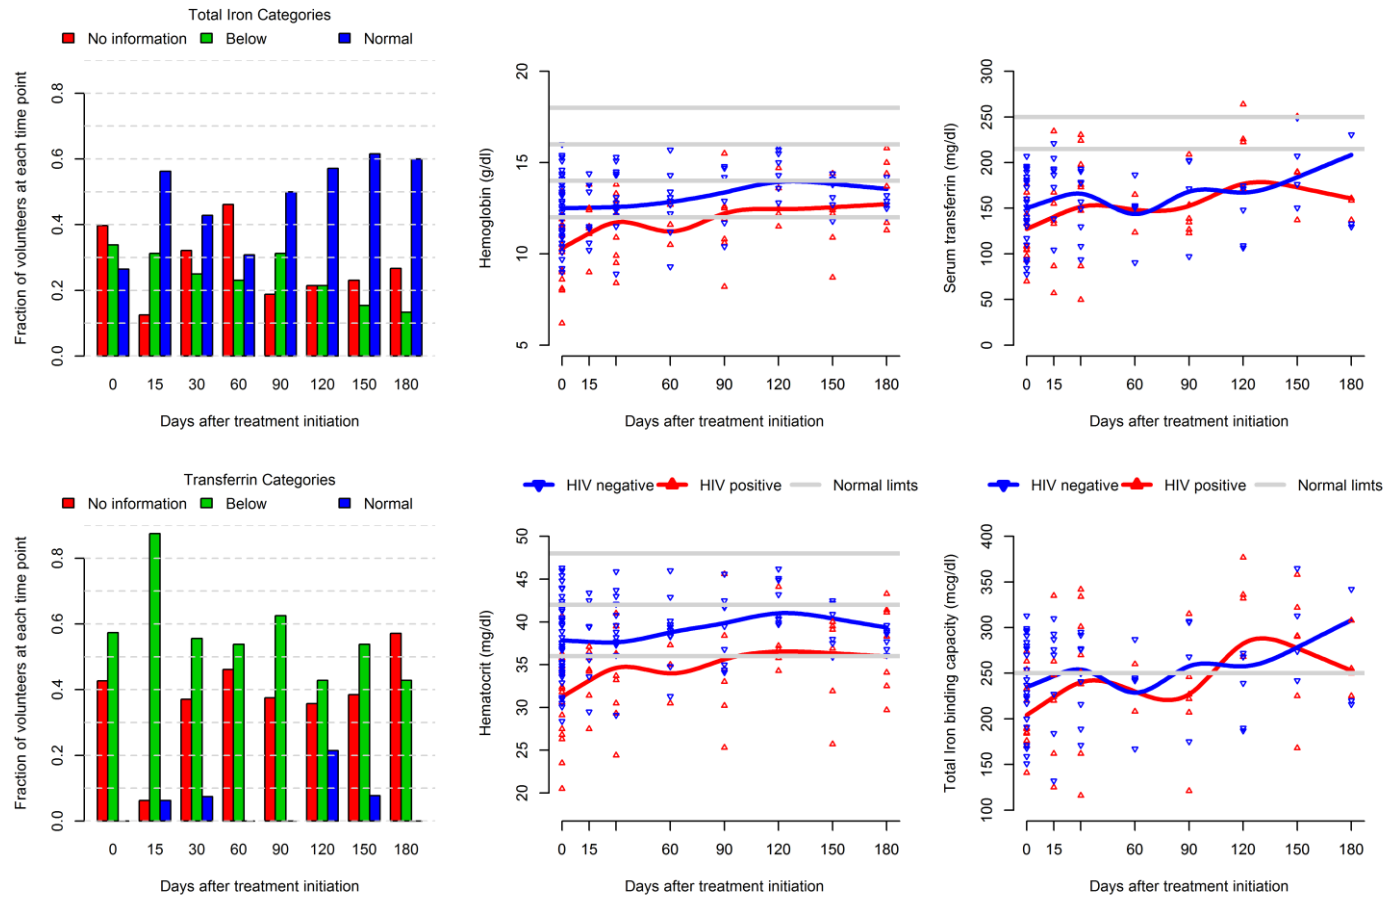 Total Iron Categories
No information Below Normal
Fraction of volunteers at each time point
0.0 0.2 0.4 0.6 0.8
0 15 30 60 90 120 150 180
Days after treatment initiation
Hemoglobin (g/dl)
5 10 15 20
0 15 60 90 120 150 180
Days after treatment initiation
Serum transferrin (mg/dl)
0 50 100 150 200 250 300
0 15 60 90 120 150 180
Days after treatment initiation
Transferrin Categories
No information Below Normal
Fraction of volunteers at each time point
0.0 0.2 0.4 0.6 0.8
0 15 30 60 90 120 150 180
Days after treatment initiation
HIV negative HIV positive Normal limts
Hematocrit (mg/dl)
20 25 30 35 40 45 50
0 15 60 90 120 150 180
Days after treatment initiation
HIV negative HIV positive Normal limts
Total Iron binding capacity (mcg/dl)
100 150 200 250 300 350 400
0 15 60 90 120 150 180
Days after treatment initiation